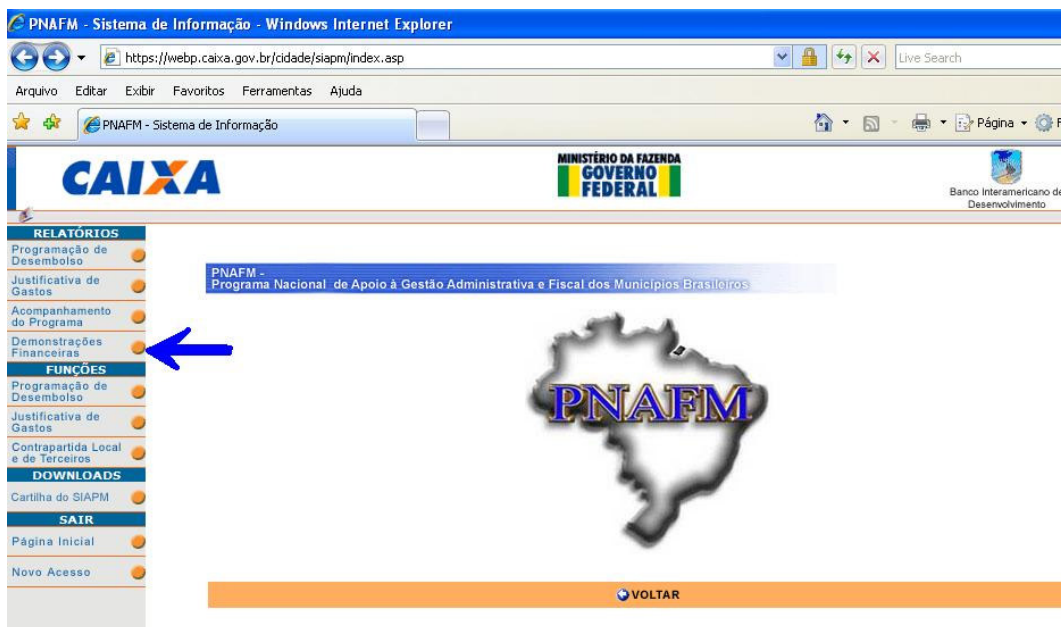 PNAFM - Sistema de Informação - Windows Internet Explorer
https://webp.caixa.gov.br/cidade/siapm/index.asp
Live Search
Arquivo Editar Exibir Favoritos Ferramentas Ajuda
PNAFM - Sistema de Informação
Página
F
CAIXA
MINISTÉRIO DA FAZENDA
GOVERNO
FEDERAL
Banco Interamericano de
Desenvolvimento
RELATÓRIOS
Programação de
Desembolso
Justificativa de
Gastos
Acompanhamento
do Programa
Demonstrações
Financeiras
FUNÇÕES
Programação de
Desembolso
Justificativa de
Gastos
Contrapartida Local
e de Terceiros
DOWNLOADS
Cartilha do SIAPM
SAIR
Página Inicial
Novo Acesso
PNAFM -
Programa Nacional de Apoio à Gestão Administrativa e Fiscal dos Municípios Brasileiros
PNAFM
VOLTAR